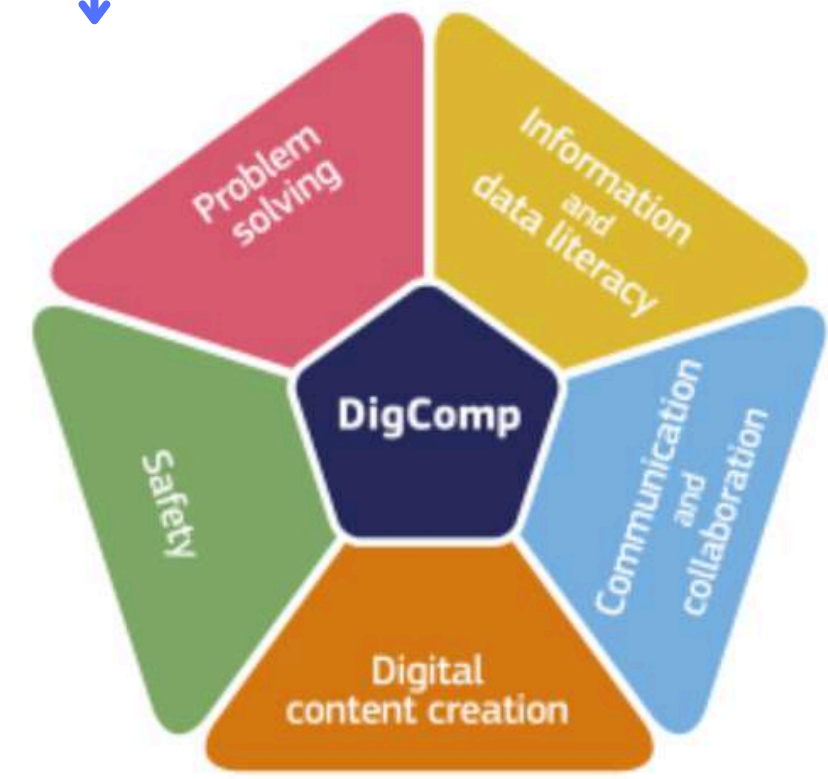 Problem
solving
Information
and
data literacy
DigComp
Communication
and
collaboration
Safety
Digital
content creation